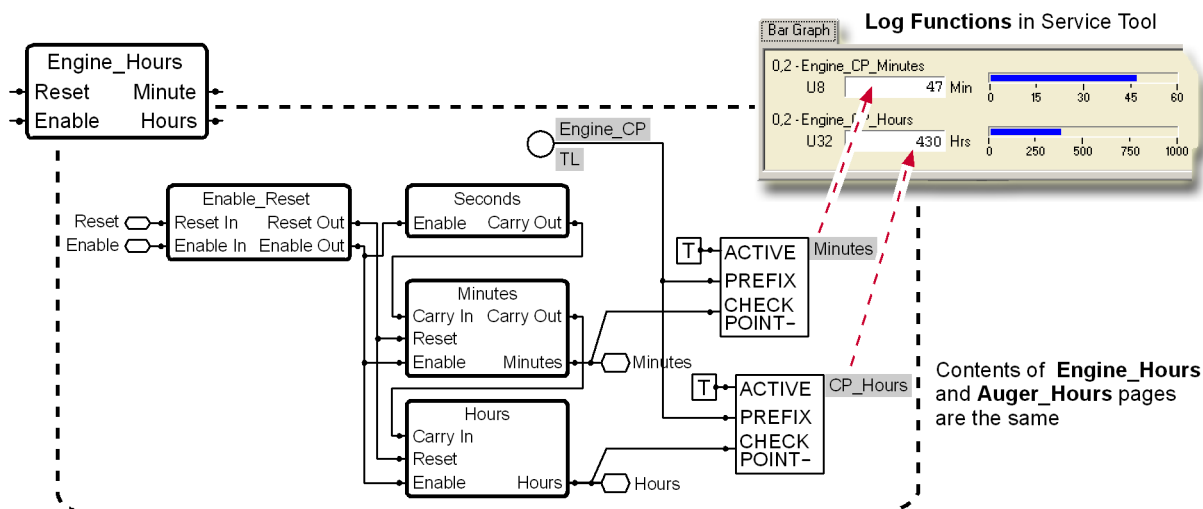 Log Functions in Service Tool
Bar Graph
0,2 - Engine_CP_Minutes
U8 47 Min
0 15 30 45 60
0,2 - Engine_CP_Hours
U32 430 Hrs
0 250 500 750 1000
Engine_Hours
Reset Minute
Enable Hours
Engine_CP
TL
Enable_Reset
Reset Reset In Reset Out
Enable Enable In Enable Out
Seconds
Enable Carry Out
Minutes
Carry In Carry Out
Reset
Enable Minutes
Minutes
T ACTIVE
Minutes
PREFIX
CHECK
POINT-
Hours
Carry In
Reset
Enable Hours
Hours
T ACTIVE
CP_Hours
PREFIX
CHECK
POINT-
Contents of Engine_Hours
and Auger_Hours pages
are the same